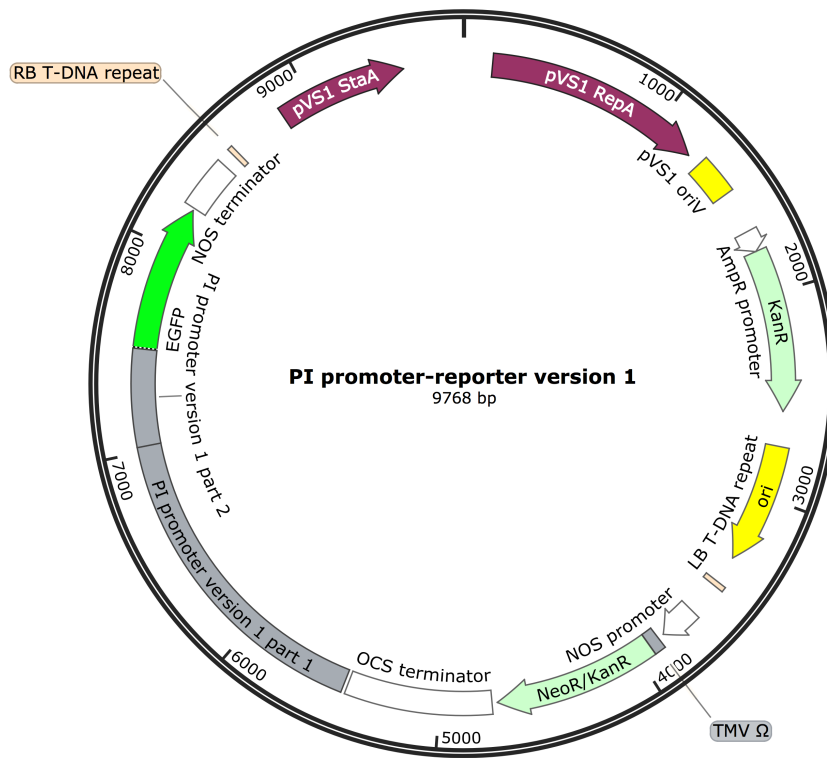 pVS1 StaA
pVS1 RepA
RB T-DNA repeat
9000
1000
pVS1 oriV
NOS terminator
8000
2000
AmpR promoter
KanR
EGFP
PI promoter version 1 part 2
PI promoter-reporter version 1
9768 bp
7000
3000
ori
LB T-DNA repeat
PI promoter version 1 part 1
NOS promoter
NeoR/KanR
OCS terminator
6000
4000
5000
TMV Ω